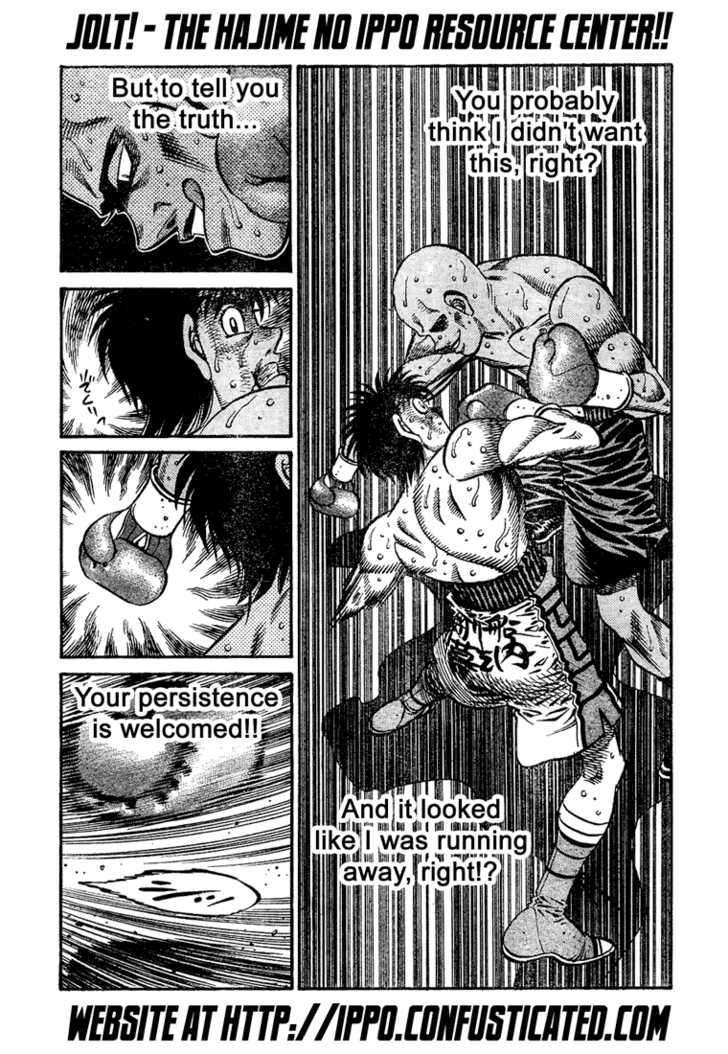 JOLT! - THE HAJIME NO IPPO RESOURCE CENTER!!
You probably
think I didn't want
this, right?
And it looked
like I was running
away, right!?
But to tell you
the truth...
Your persistence
is welcomed!!
WEBSITE AT HTTP://IPPO.CONFUSTICATED.COM